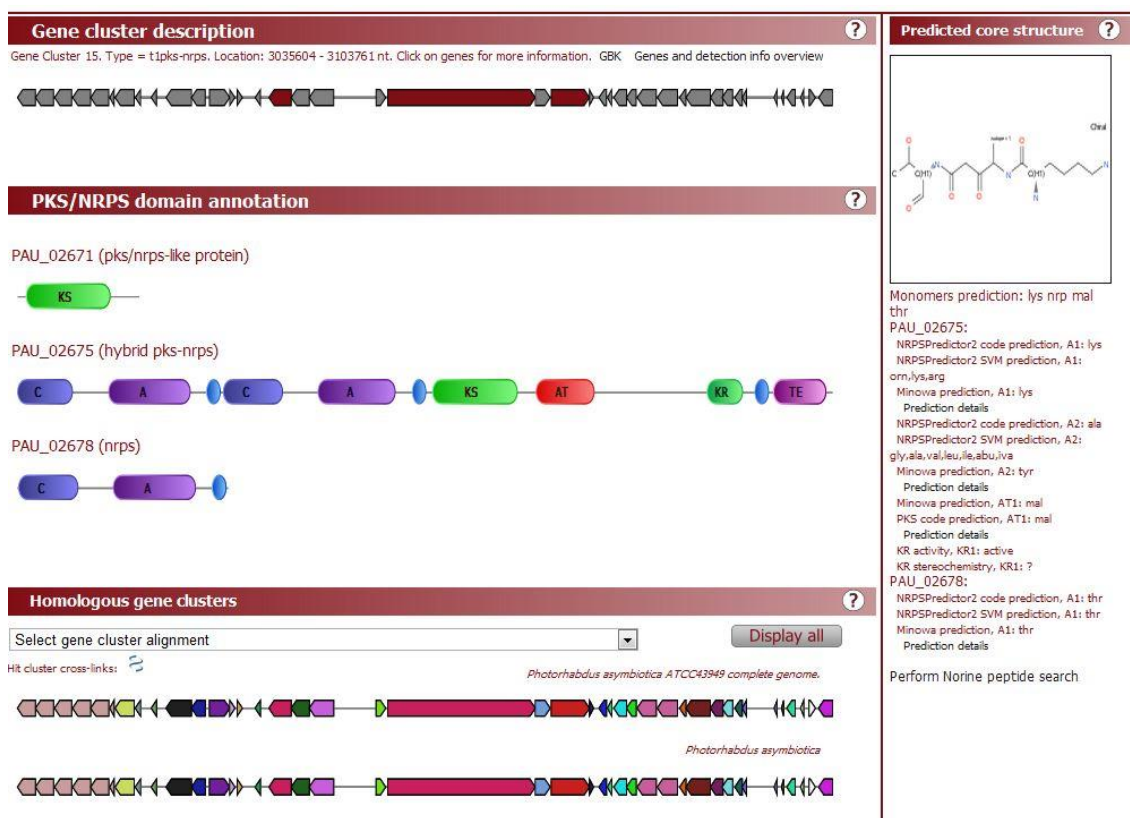 Gene cluster description
?
Gene Cluster 15. Type = t1pks-nrps. Location: 3035604 - 3103761 nt. Click on genes for more information. GBK Genes and detection info overview
PKS/NRPS domain annotation
?
PAU_02671 (pks/nrps-like protein)
KS
PAU_02675 (hybrid pks-nrps)
C A C A KS AT KR TE
PAU_02678 (nrps)
C A
Homologous gene clusters
?
Select gene cluster alignment
Display all
Hit cluster cross-links:
Photorhabdus asymbiotica ATCC43949 complete genome.
Photorhabdus asymbiotica
Predicted core structure
?
Chiral
O O
C C(H1) N C(H1) N
O O O N N
Monomers prediction: lys nrp mal
thr
PAU_02675:
NRPSPredictor2 code prediction, A1: lys
NRPSPredictor2 SVM prediction, A1:
orn,lys,arg
Minowa prediction, A1: lys
Prediction details
NRPSPredictor2 code prediction, A2: ala
NRPSPredictor2 SVM prediction, A2:
gly,ala,val,leu,ile,abu,iva
Minowa prediction, A2: tyr
Prediction details
Minowa prediction, AT1: mal
PKS code prediction, AT1: mal
Prediction details
KR activity, KR1: active
KR stereochemistry, KR1: ?
PAU_02678:
NRPSPredictor2 code prediction, A1: thr
NRPSPredictor2 SVM prediction, A1: thr
Minowa prediction, A1: thr
Prediction details
Perform Norine peptide search